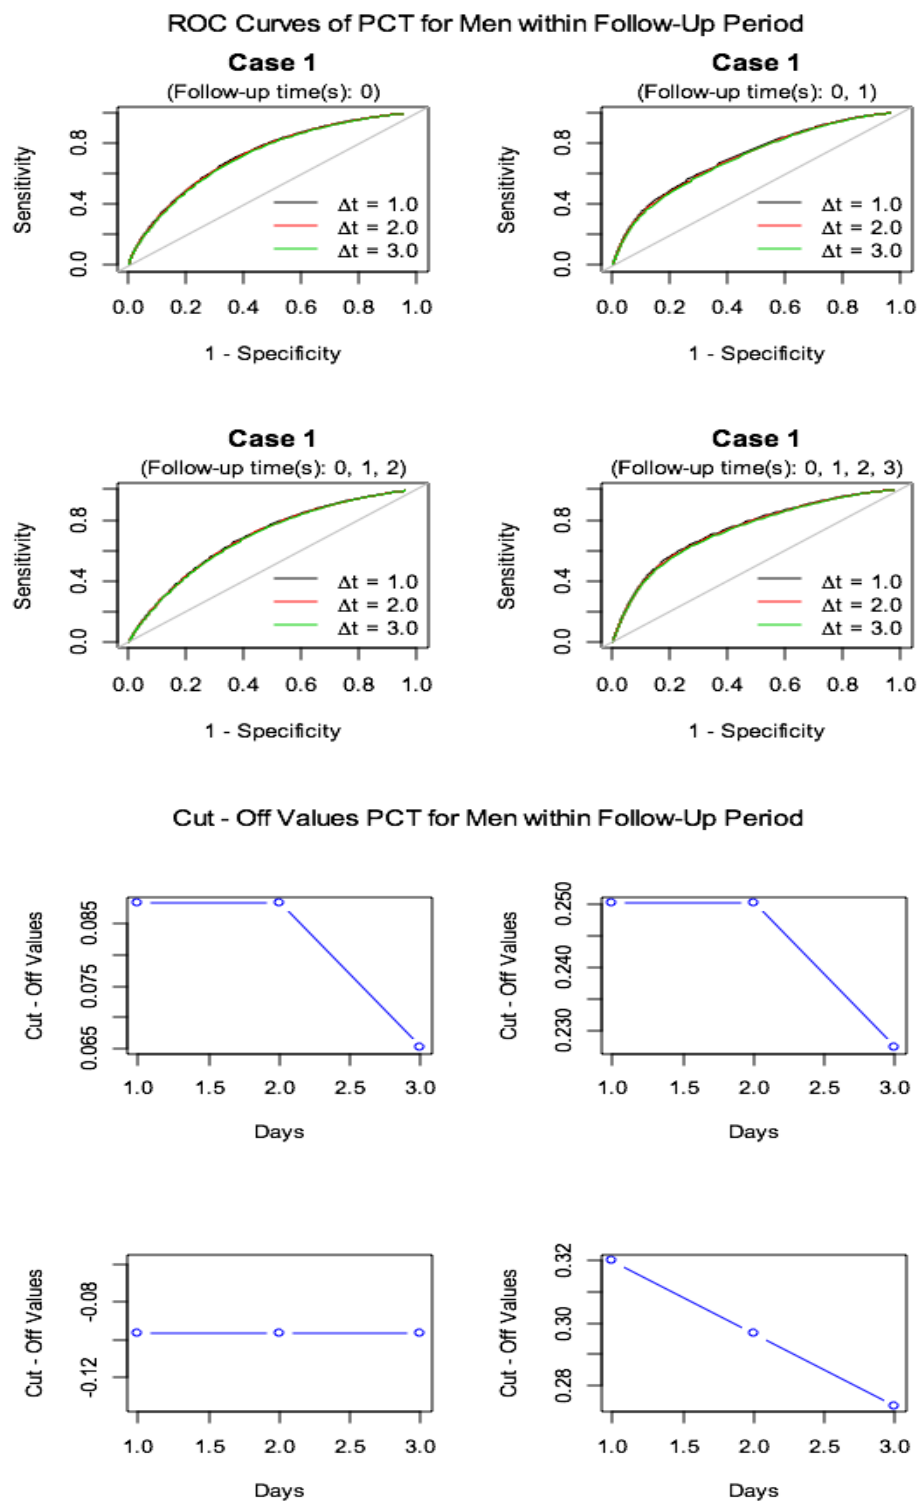 ROC Curves of PCT for Men within Follow-Up Period
Case 1
(Follow-up time(s): 0)
Sensitivity
0.0 0.4 0.8
Δt = 1.0
Δt = 2.0
Δt = 3.0
0.0 0.2 0.4 0.6 0.8 1.0
1 - Specificity
Case 1
(Follow-up time(s): 0, 1)
Sensitivity
0.0 0.4 0.8
Δt = 1.0
Δt = 2.0
Δt = 3.0
0.0 0.2 0.4 0.6 0.8 1.0
1 - Specificity
Case 1
(Follow-up time(s): 0, 1, 2)
Sensitivity
0.0 0.4 0.8
Δt = 1.0
Δt = 2.0
Δt = 3.0
0.0 0.2 0.4 0.6 0.8 1.0
1 - Specificity
Case 1
(Follow-up time(s): 0, 1, 2, 3)
Sensitivity
0.0 0.4 0.8
Δt = 1.0
Δt = 2.0
Δt = 3.0
0.0 0.2 0.4 0.6 0.8 1.0
1 - Specificity
Cut - Off Values PCT for Men within Follow-Up Period
Cut - Off Values
0.065 0.075 0.085
1.0 1.5 2.0 2.5 3.0
Days
Cut - Off Values
0.230 0.240 0.250
1.0 1.5 2.0 2.5 3.0
Days
Cut - Off Values
-0.12 -0.08
1.0 1.5 2.0 2.5 3.0
Days
Cut - Off Values
0.28 0.30 0.32
1.0 1.5 2.0 2.5 3.0
Days